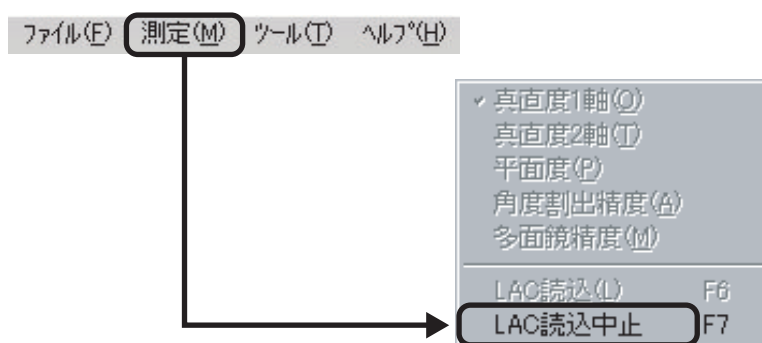 ファイル(F) 測定(M) ツール(T) ヘルプ(H)
✓ 真直度1軸(O)
真直度2軸(T)
平面度(P)
角度割出精度(A)
多面鏡精度(M)
LAC読込(L) F6
LAC読込中止 F7